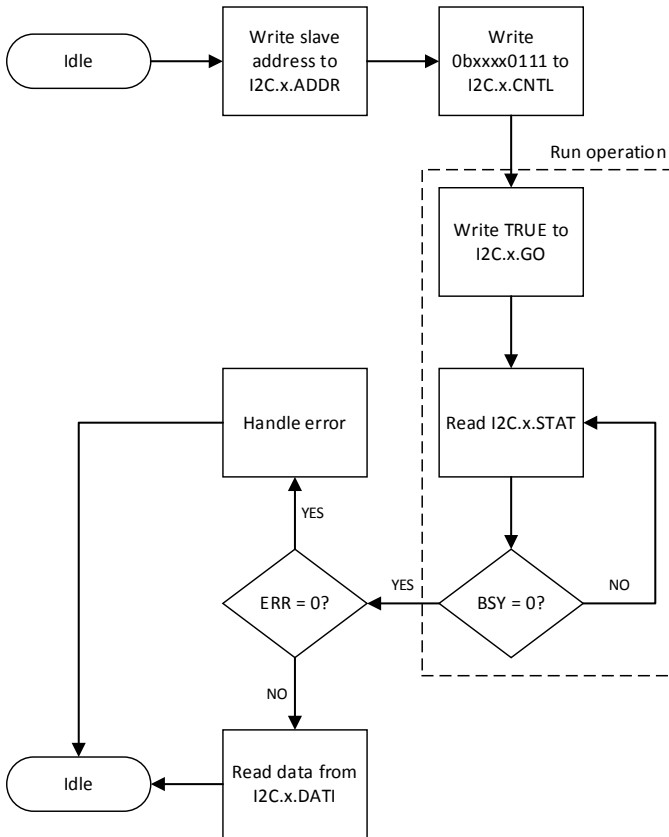 Idle
Write slave
address to
I2C.x.ADDR
Write
0bxxxx0111 to
I2C.x.CNTL
Run operation
Write TRUE to
I2C.x.GO
Read I2C.x.STAT
BSY = 0?
NO
YES
ERR = 0?
YES
Handle error
NO
Read data from
I2C.x.DATI
Idle